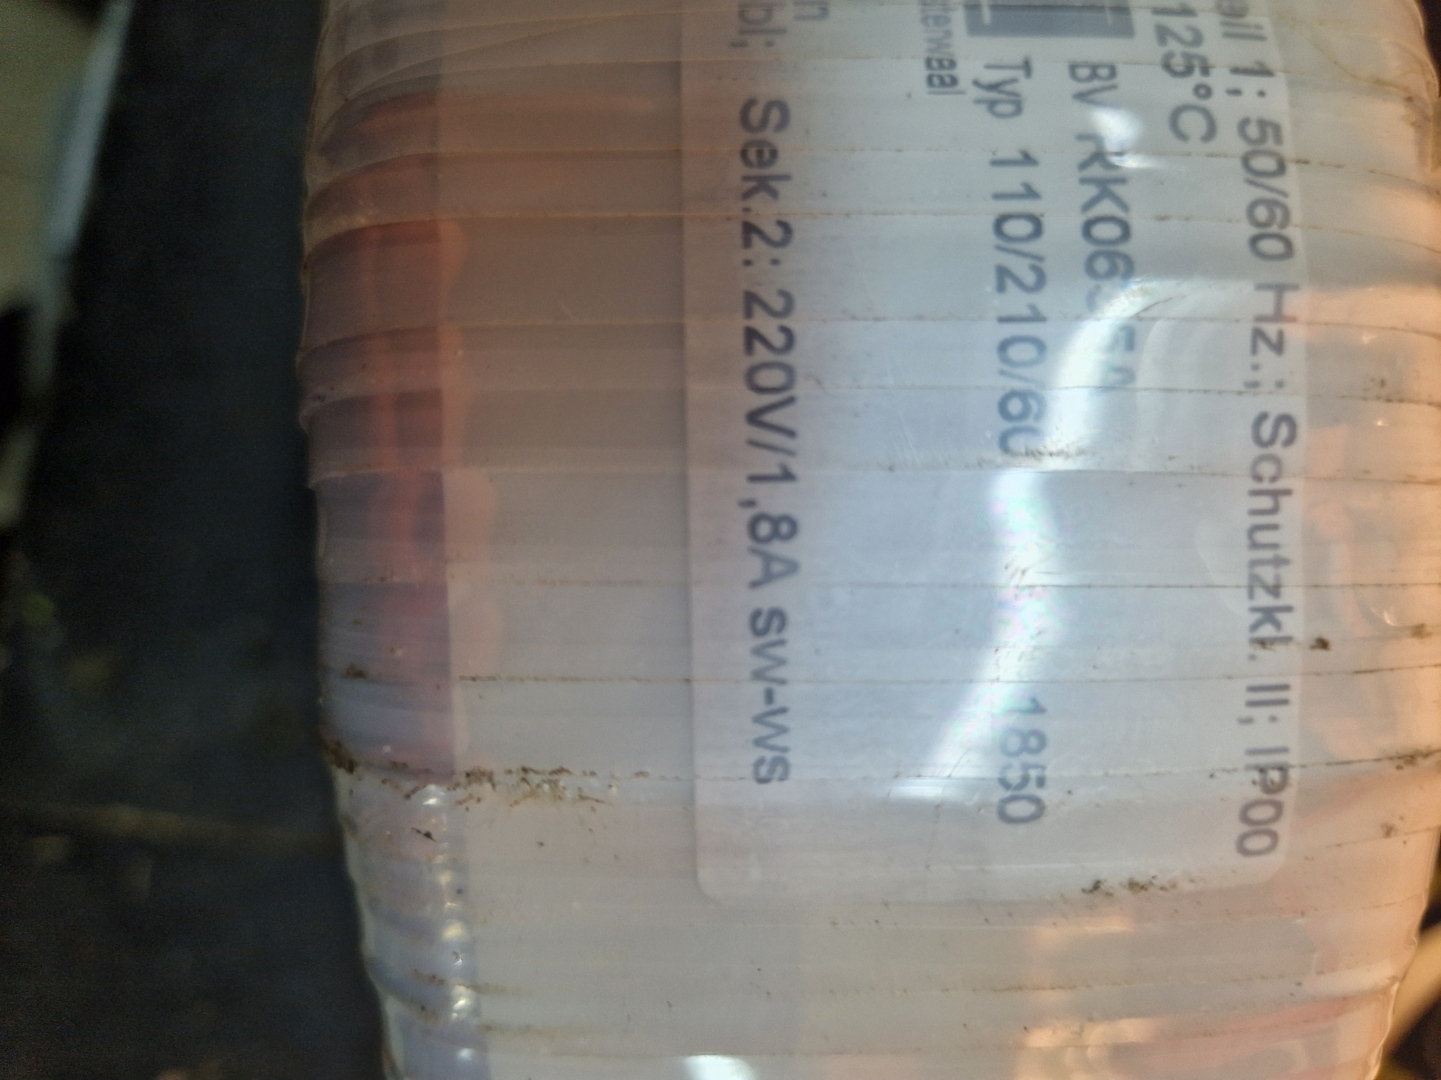 1; 50/60 Hz.; Schutzkl. II; IP00
125°C
BV
Typ 110/210/60 1850
Sek.2: 220V/1,8A sw-ws